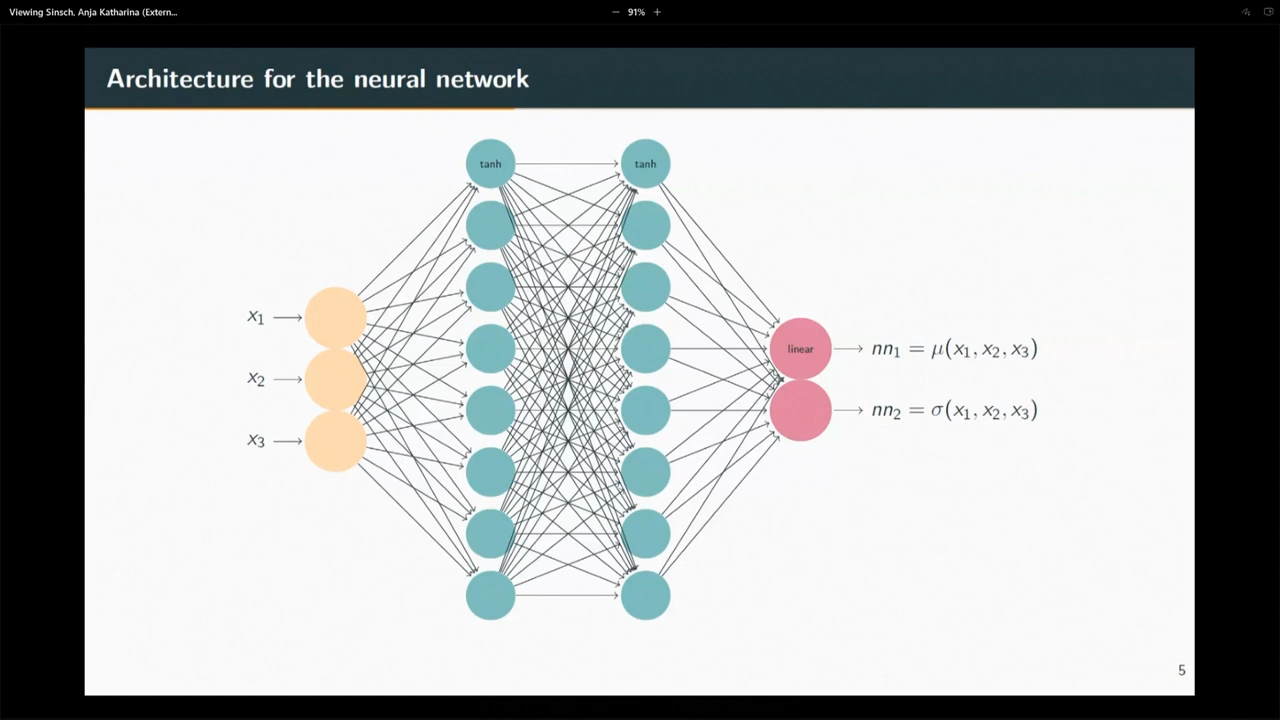 Viewing Sinsch, Anja Katharina (Extern...
− 91% +
Architecture for the neural network
tanh tanh
x₁
x₂
x₃
linear
nn₁ = μ(x₁, x₂, x₃)
nn₂ = σ(x₁, x₂, x₃)
5